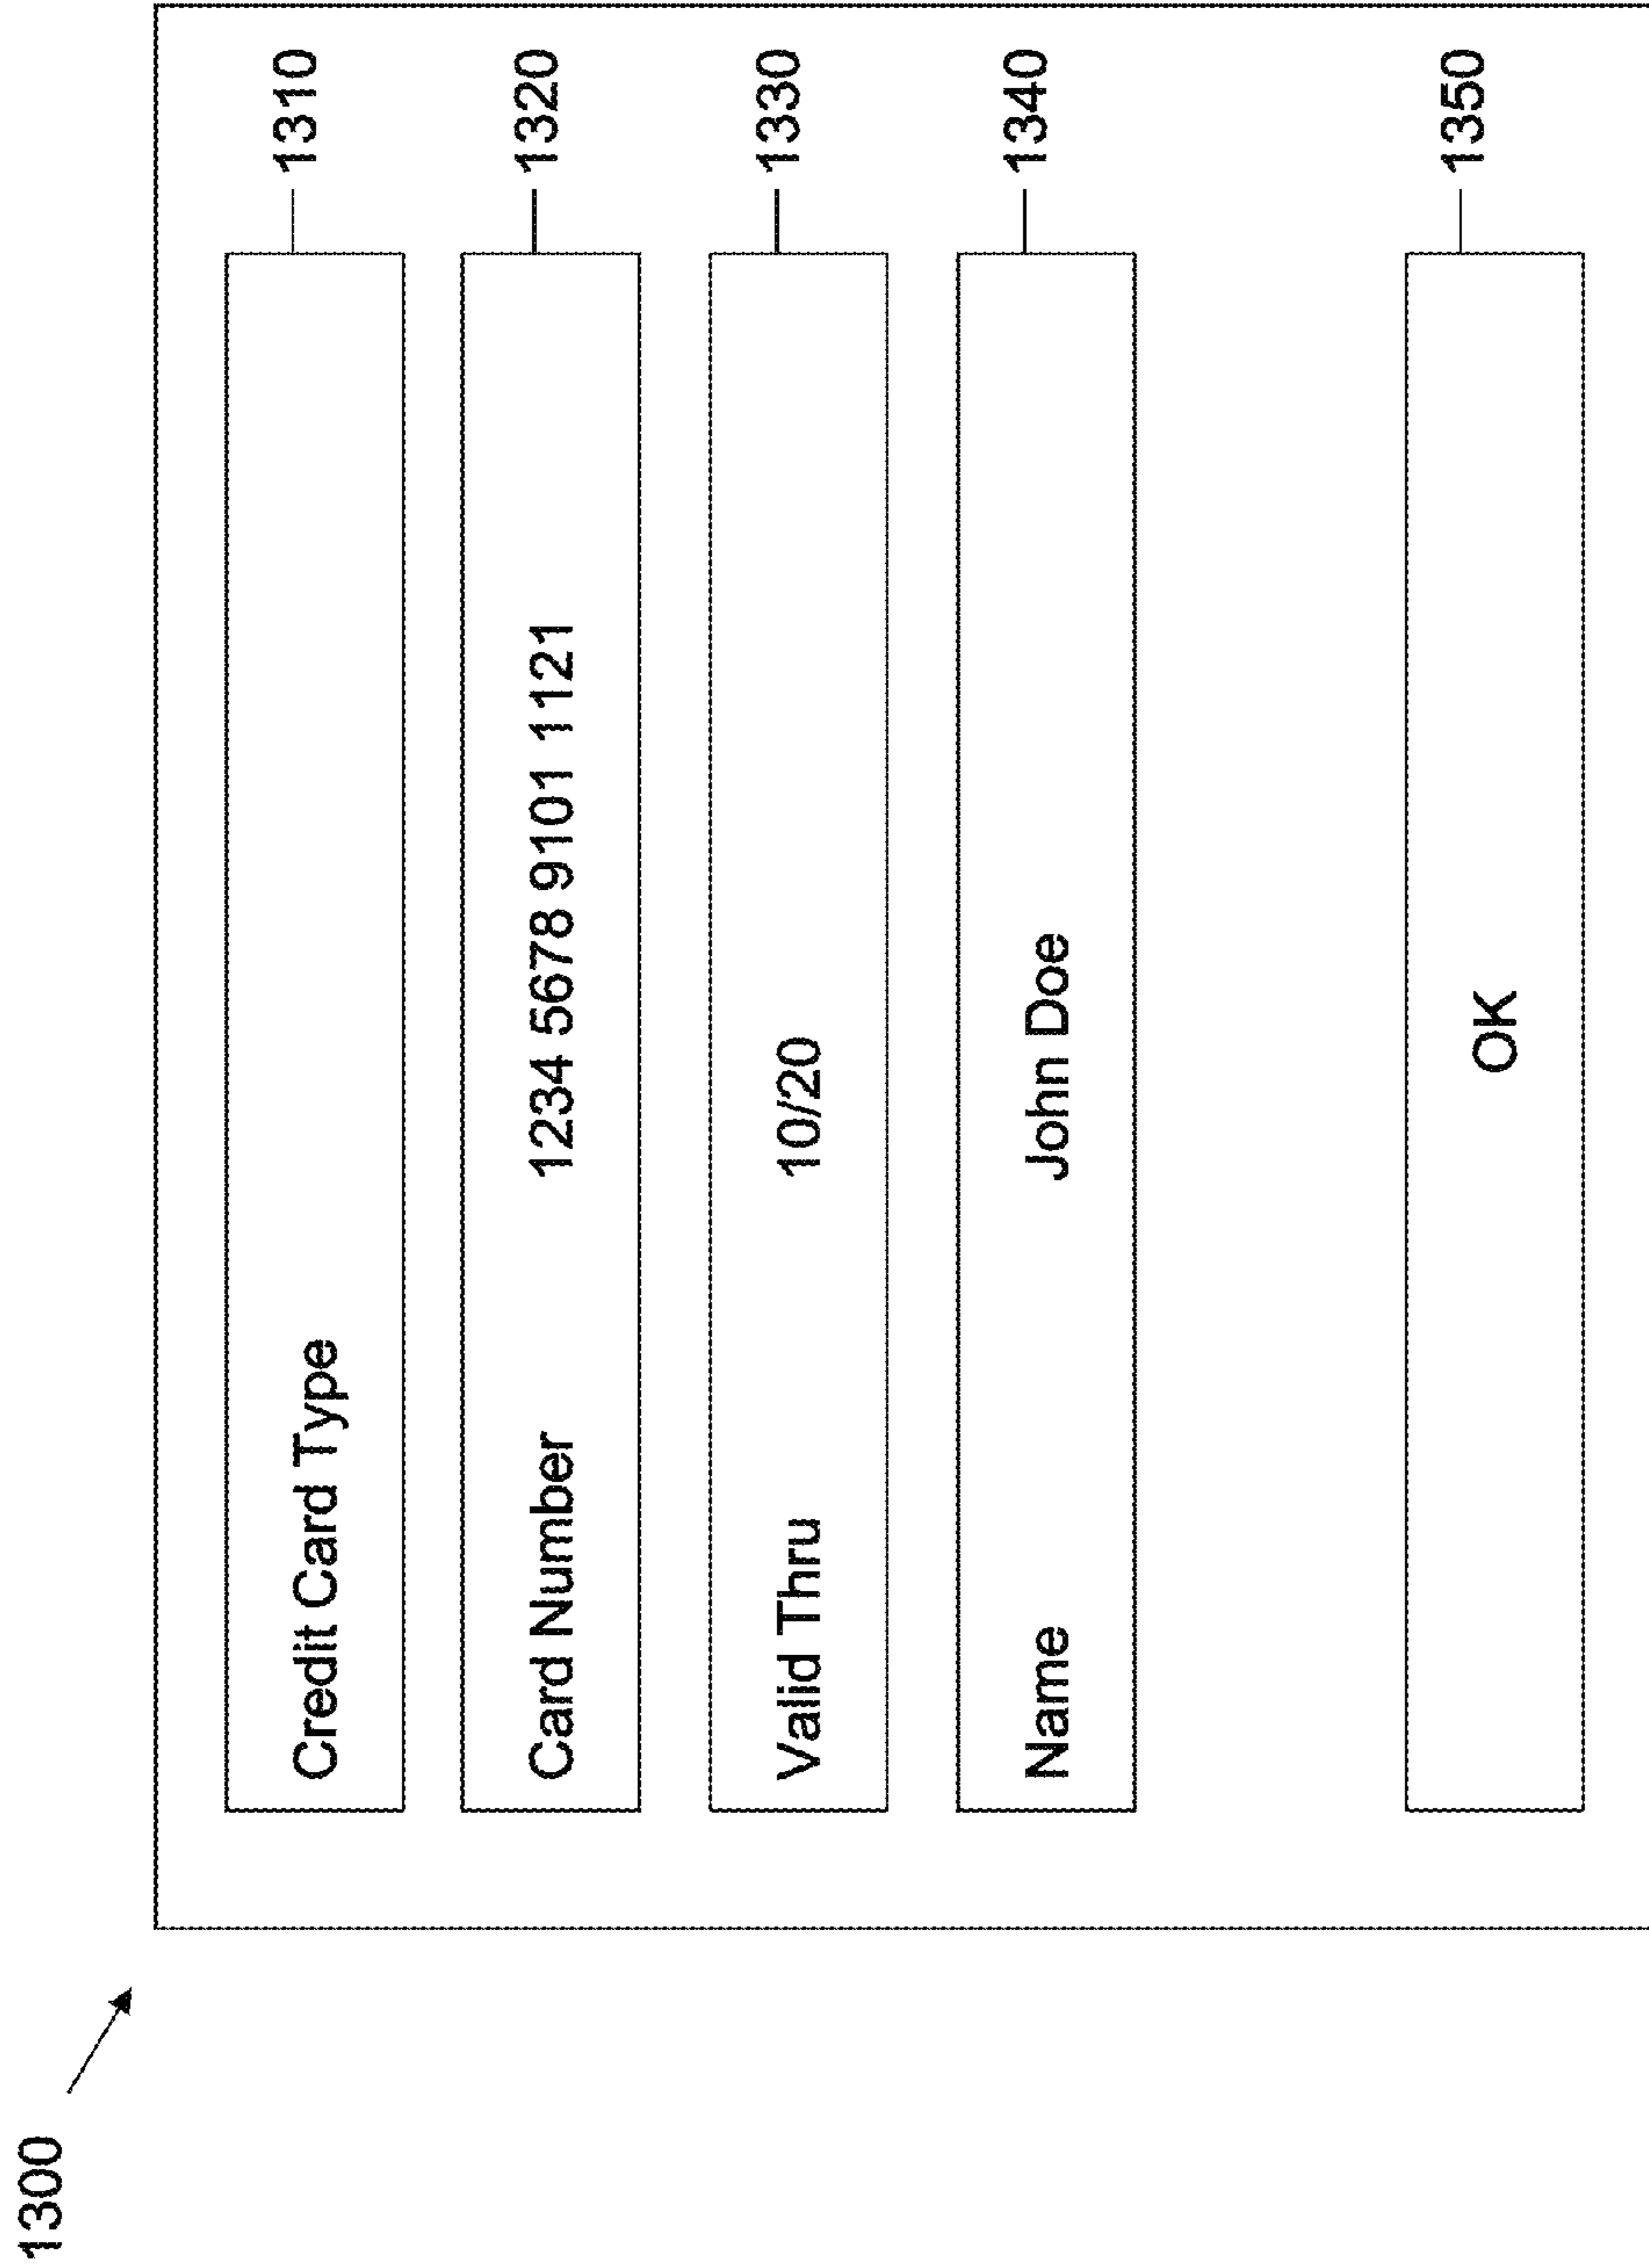 1300
Credit Card Type 1310
Card Number 1234 5678 9101 1121 1320
Valid Thru 10/20 1330
Name John Doe 1340
OK 1350